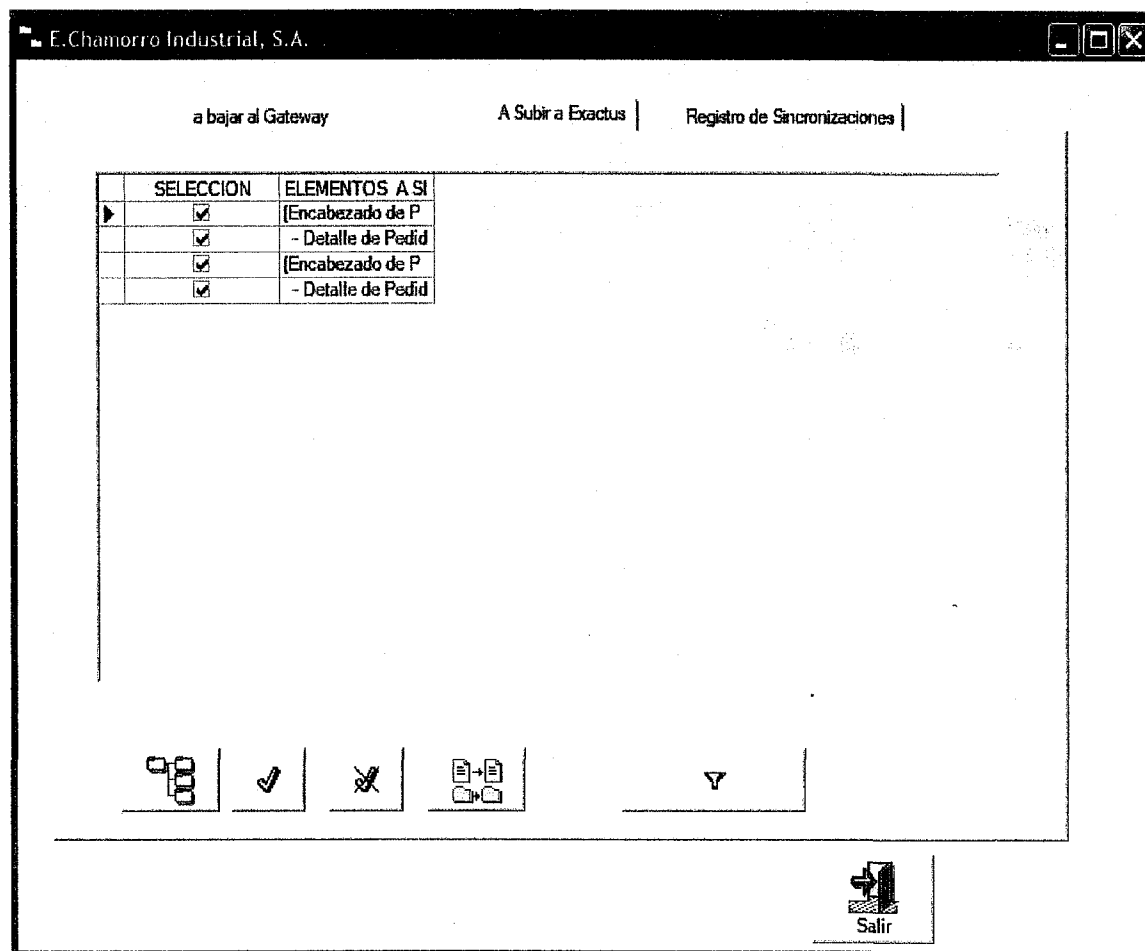 E.Chamorro Industrial, S.A.
a bajar al Gateway A Subir a Exactus Registro de Sincronizaciones
SELECCION ELEMENTOS A SI
(Encabezado de P
- Detalle de Pedid
(Encabezado de P
- Detalle de Pedid
Salir